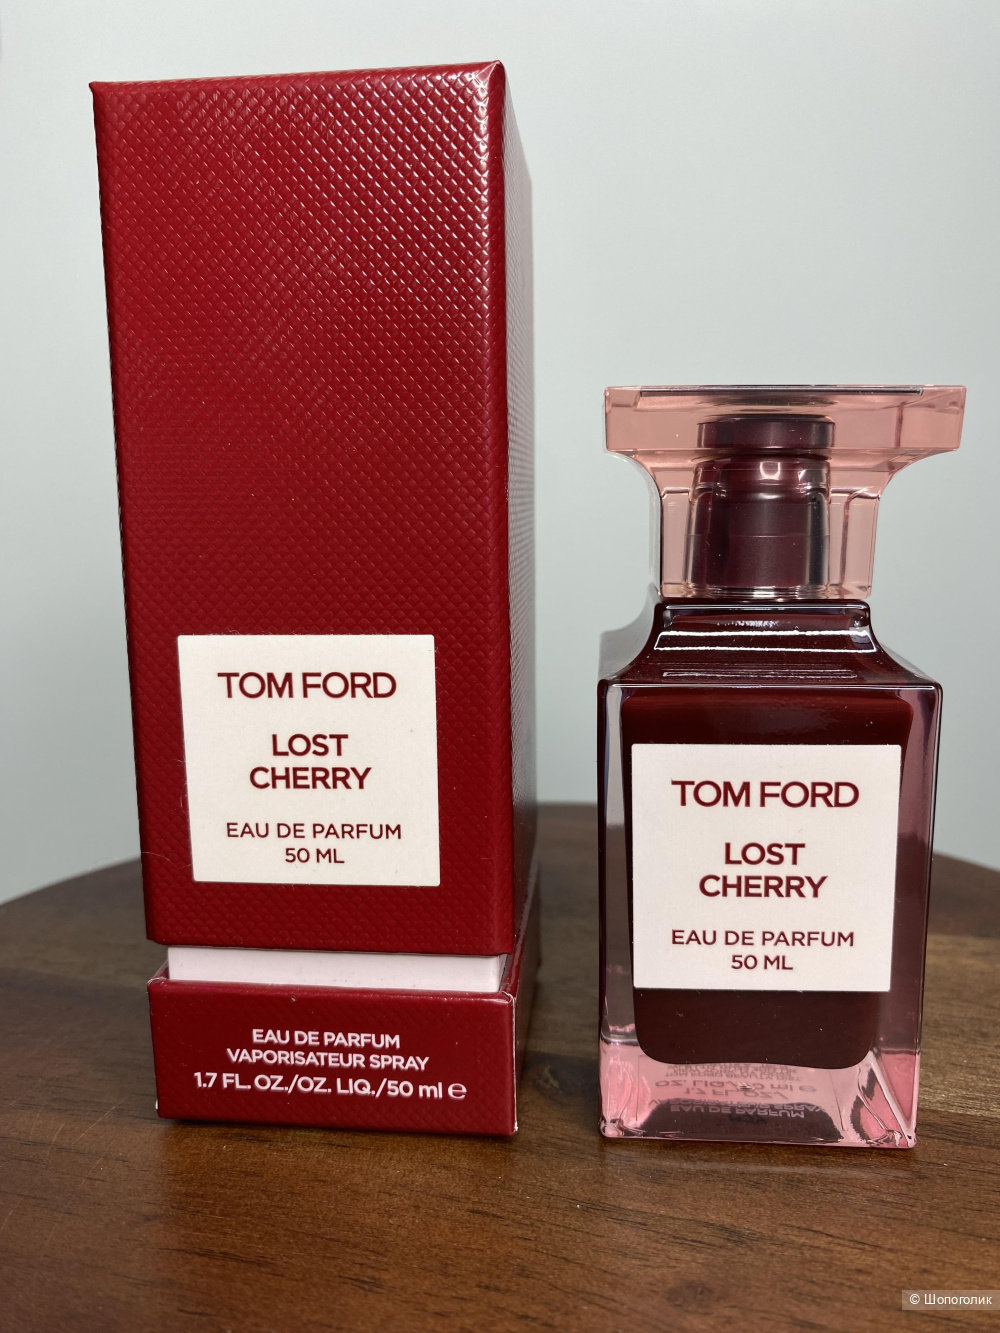 TOM FORD
LOST
CHERRY
EAU DE PARFUM
50 ML
EAU DE PARFUM
VAPORISATEUR SPRAY
1.7 FL. OZ./OZ. LIQ./50 ml e
TOM FORD
LOST
CHERRY
EAU DE PARFUM
50 ML
© Шопоголик